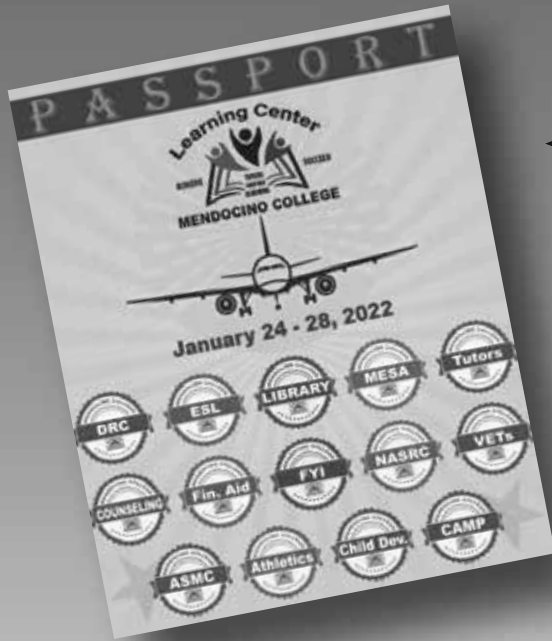 PASSPORT
Learning Center
MENDOCINO COLLEGE
January 24 - 28, 2022
DRC
ESL
LIBRARY
MESA
Tutors
COUNSELING
Fin. Aid
FYI
NASRC
VETs
ASMC
Athletics
Child Dev.
CAMP